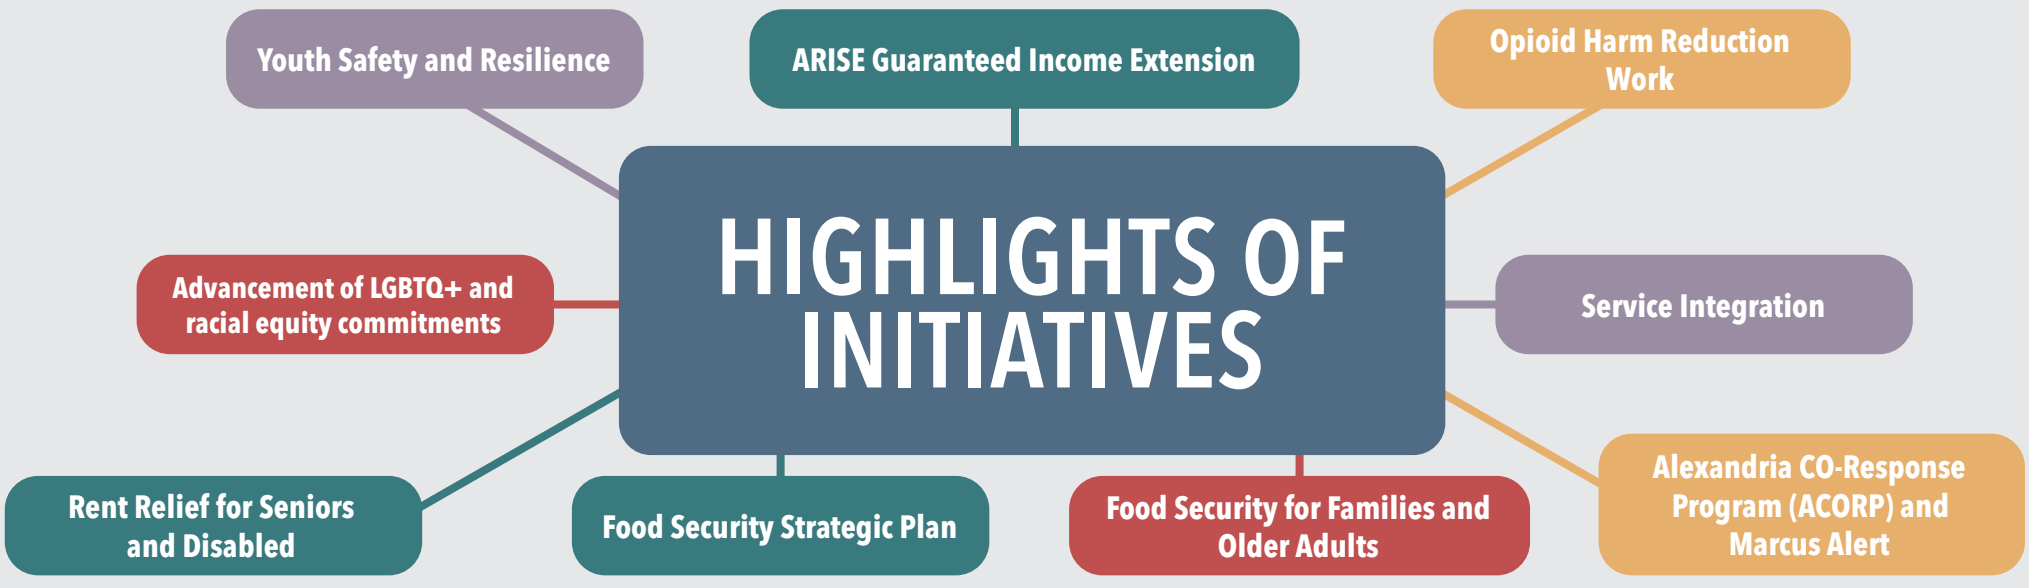 Youth Safety and Resilience
ARISE Guaranteed Income Extension
Opioid Harm Reduction
Work
HIGHLIGHTS OF
INITIATIVES
Advancement of LGBTQ+ and
racial equity commitments
Service Integration
Rent Relief for Seniors
and Disabled
Food Security Strategic Plan
Food Security for Families and
Older Adults
Alexandria CO-Response
Program (ACORP) and
Marcus Alert